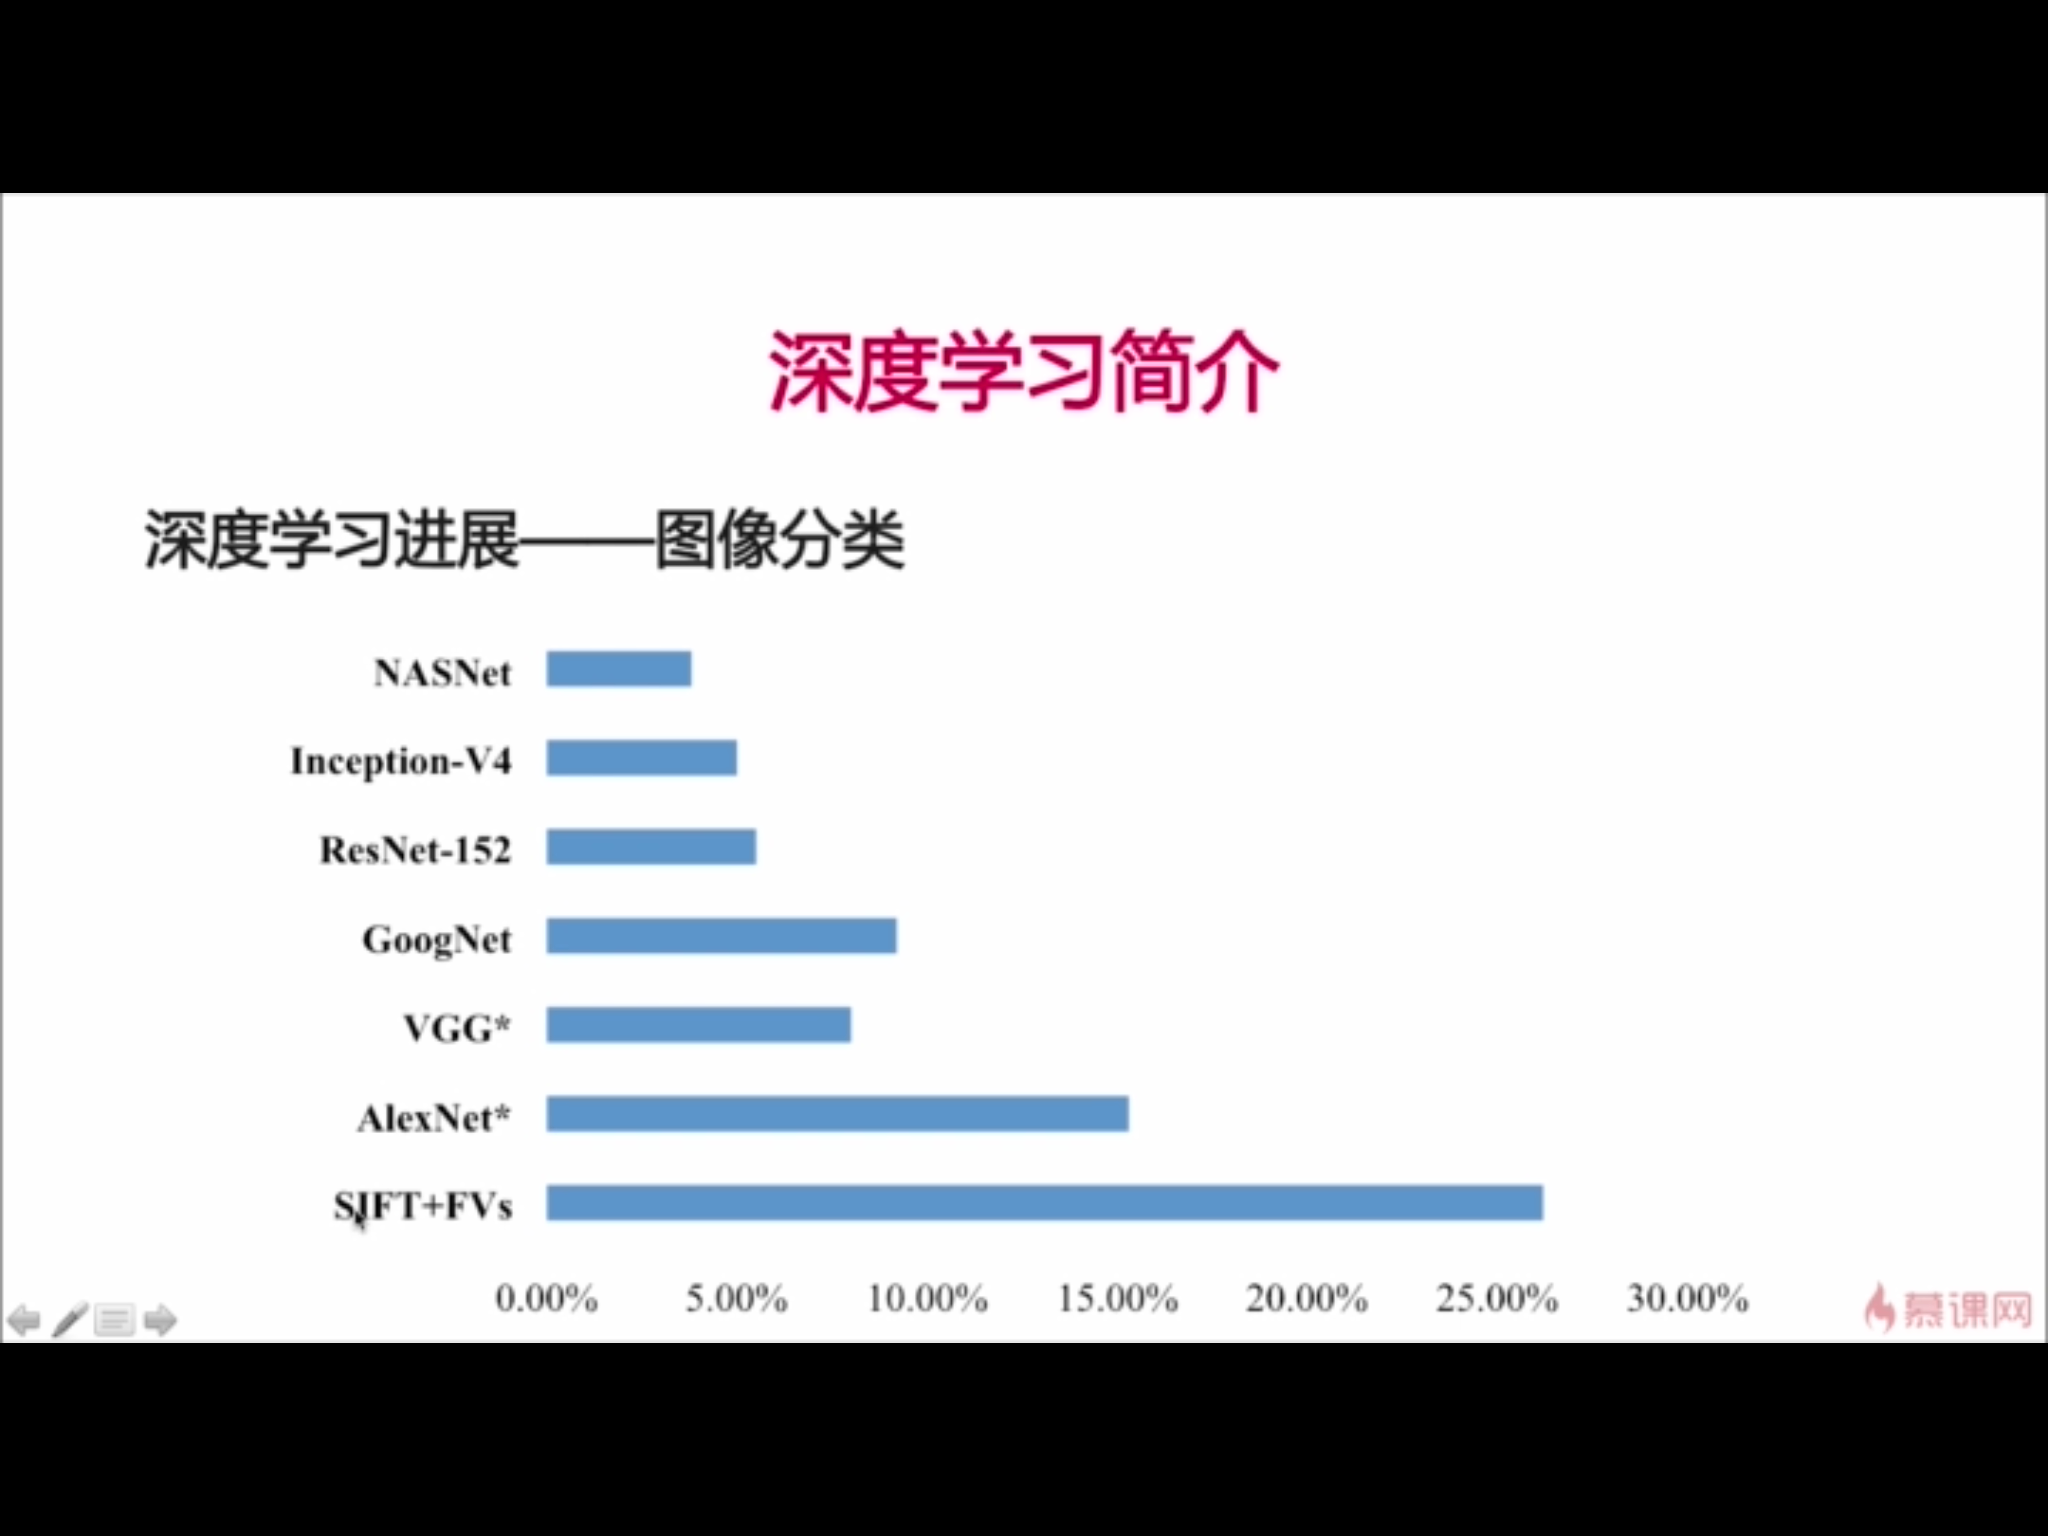 深度学习简介
深度学习进展——图像分类
NASNet
Inception-V4
ResNet-152
GoogNet
VGG*
AlexNet*
SIFT+FVs
0.00% 5.00% 10.00% 15.00% 20.00% 25.00% 30.00%
慕课网